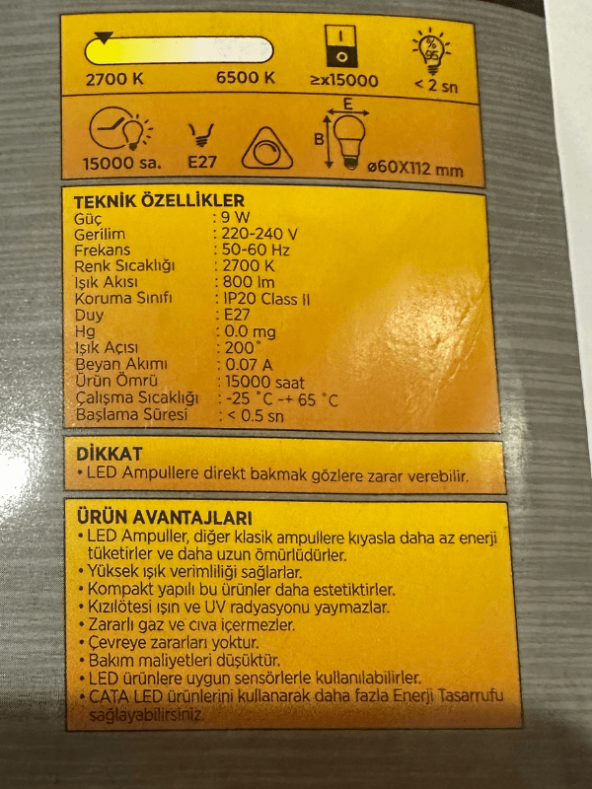 2700 K 6500 K ≥x15000 % 95 < 2 sn
15000 sa. E27 B E ø60X112 mm
TEKNİK ÖZELLİKLER
Güç : 9 W
Gerilim : 220-240 V
Frekans : 50-60 Hz
Renk Sıcaklığı : 2700 K
Işık Akısı : 800 lm
Koruma Sınıfı : IP20 Class II
Duy : E27
Hg : 0.0 mg
Işık Açısı : 200°
Beyan Akımı : 0.07 A
Ürün Ömrü : 15000 saat
Çalışma Sıcaklığı : -25 °C -+ 65 °C
Başlama Süresi : < 0.5 sn
DİKKAT
• LED Ampullere direkt bakmak gözlere zarar verebilir.
ÜRÜN AVANTAJLARI
• LED Ampuller, diğer klasik ampullere kıyasla daha az enerji
tüketirler ve daha uzun ömürlüdürler.
• Yüksek ışık verimliliği sağlarlar.
• Kompakt yapılı bu ürünler daha estetiktirler.
• Kızılötesi ışın ve UV radyasyonu yaymazlar.
• Zararlı gaz ve cıva içermezler.
• Çevreye zararları yoktur.
• Bakım maliyetleri düşüktür.
• LED ürünlere uygun sensörlerle kullanılabilirler.
• CATA LED ürünlerini kullanarak daha fazla Enerji Tasarrufu
sağlayabilirsiniz.